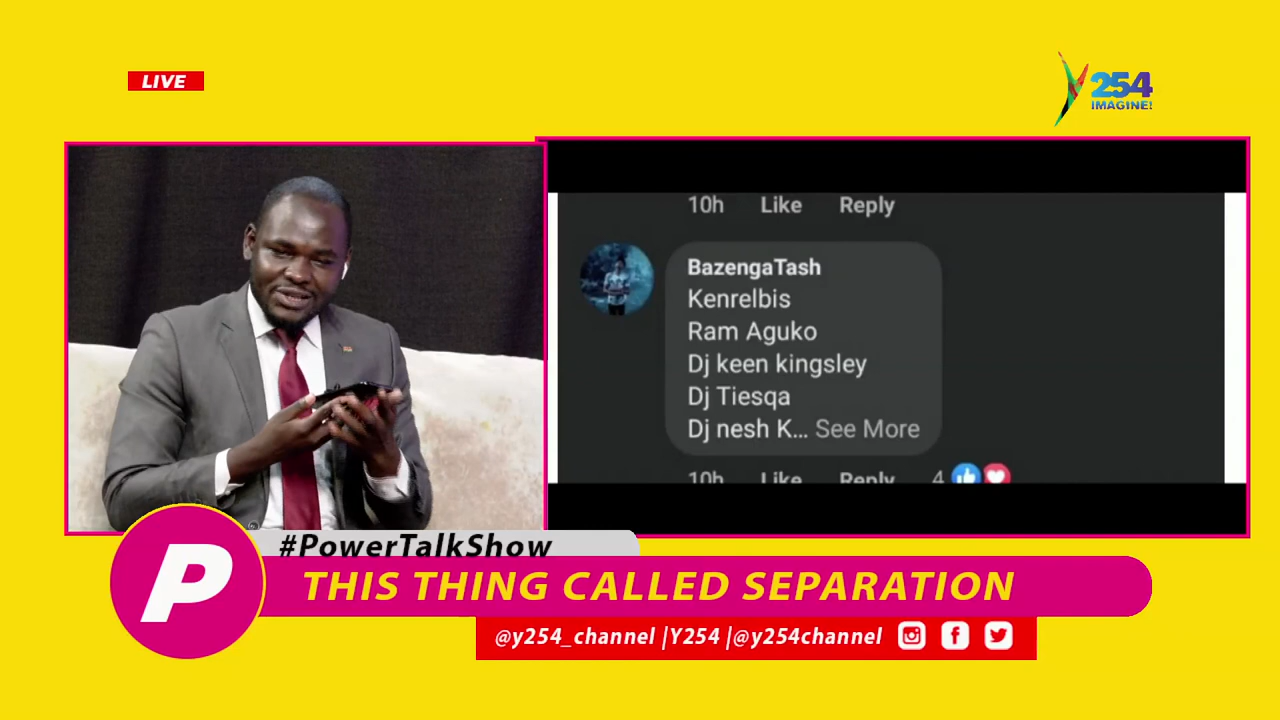 LIVE
254
IMAGINE!
10h Like Reply
BazengaTash
Kenrelbis
Ram Aguko
Dj keen kingsley
Dj Tiesqa
Dj nesh K... See More
10h Like Reply 4
#PowerTalkShow
P
THIS THING CALLED SEPARATION
@y254_channel |Y254 |@y254channel